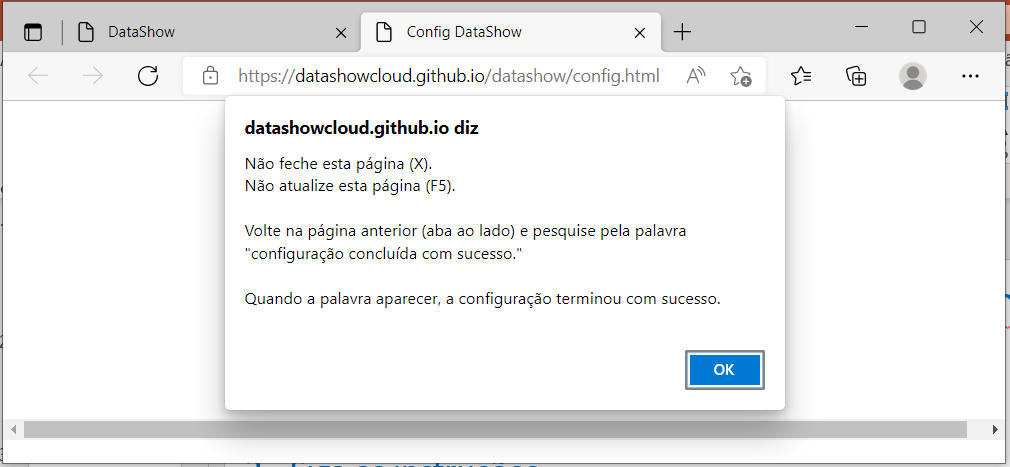 DataShow
Config DataShow
https://datashowcloud.github.io/datashow/config.html
datashowcloud.github.io diz
Não feche esta página (X).
Não atualize esta página (F5).
Volte na página anterior (aba ao lado) e pesquise pela palavra
"configuração concluída com sucesso."
Quando a palavra aparecer, a configuração terminou com sucesso.
OK